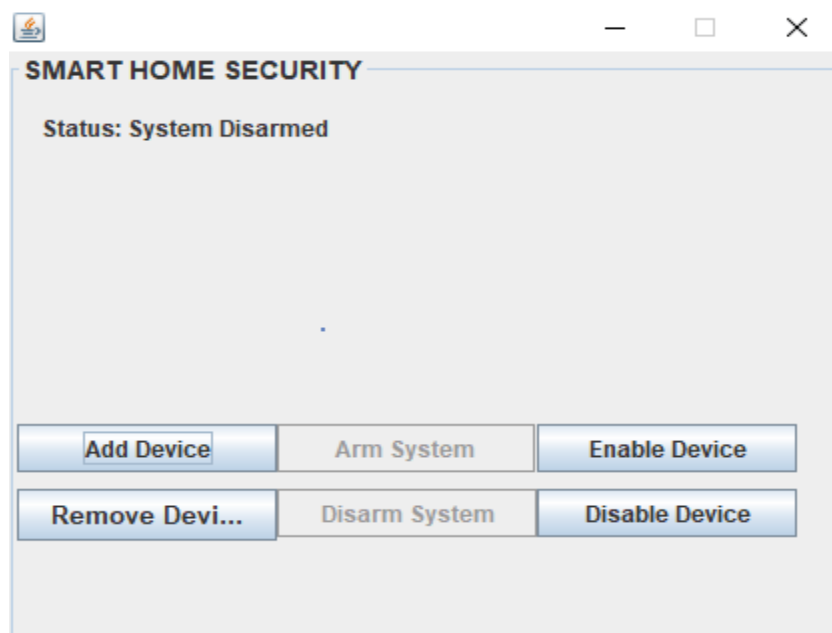 SMART HOME SECURITY
Status: System Disarmed
Add Device Arm System Enable Device
Remove Devi... Disarm System Disable Device